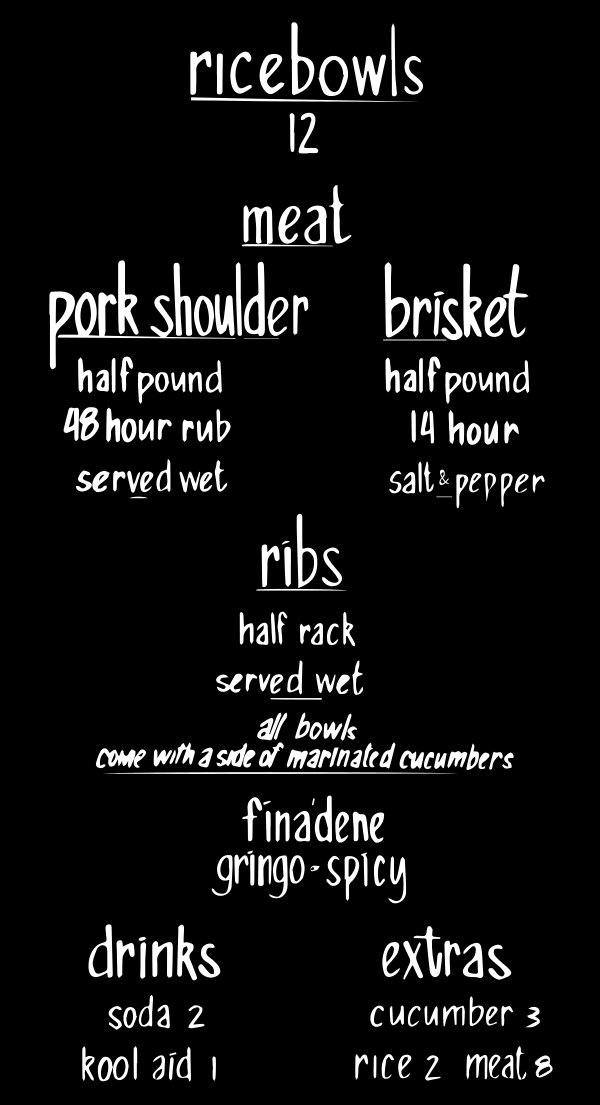 ricebowls
12
meat
pork shoulder
half pound
48 hour rub
served wet
brisket
half pound
14 hour
salt & pepper
ribs
half rack
served wet
all bowls
come with a side of marinated cucumbers
fina'dene
gringo - spicy
drinks
soda 2
kool aid 1
extras
cucumber 3
rice 2 meat 8